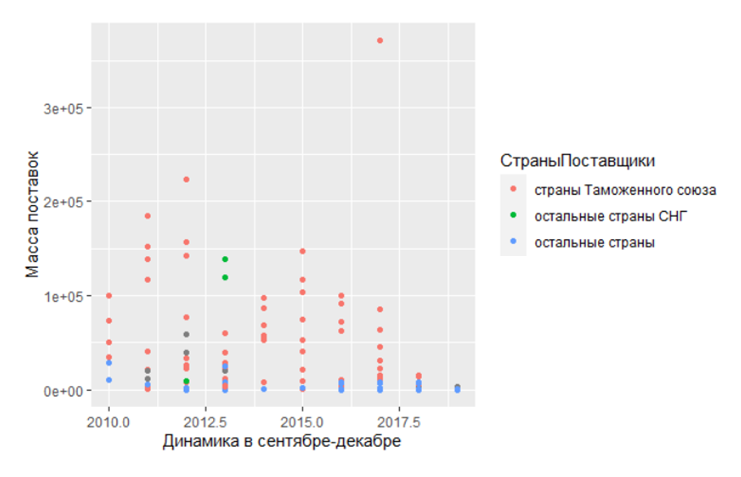 3e+05
2e+05
1e+05
0e+00
Масса поставок
2010.0 2012.5 2015.0 2017.5
Динамика в сентябре-декабре
СтраныПоставщики
страны Таможенного союза
остальные страны СНГ
остальные страны